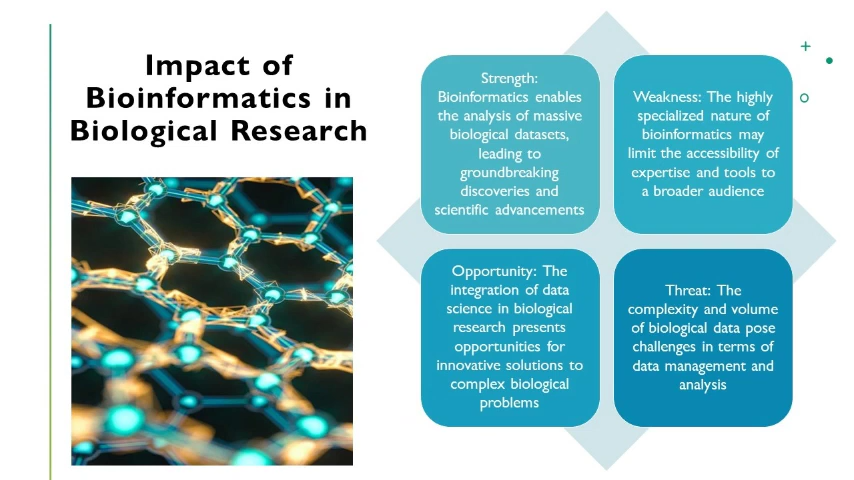 Impact of
Bioinformatics in
Biological Research
Strength:
Bioinformatics enables
the analysis of massive
biological datasets,
leading to
groundbreaking
discoveries and
scientific advancements
Weakness: The highly
specialized nature of
bioinformatics may
limit the accessibility of
expertise and tools to
a broader audience
Opportunity: The
integration of data
science in biological
research presents
opportunities for
innovative solutions to
complex biological
problems
Threat: The
complexity and volume
of biological data pose
challenges in terms of
data management and
analysis